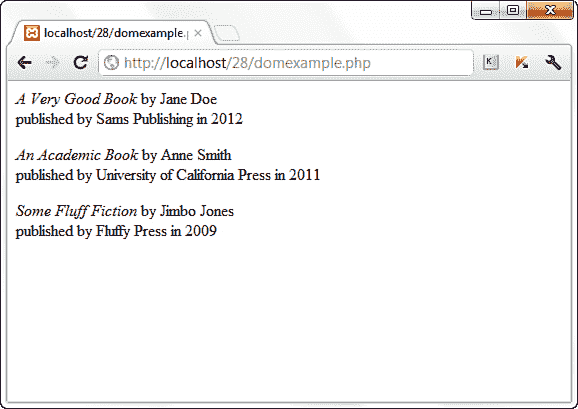 localhost/28/domexample.p
http://localhost/28/domexample.php
A Very Good Book by Jane Doe
published by Sams Publishing in 2012
An Academic Book by Anne Smith
published by University of California Press in 2011
Some Fluff Fiction by Jimbo Jones
published by Fluffy Press in 2009